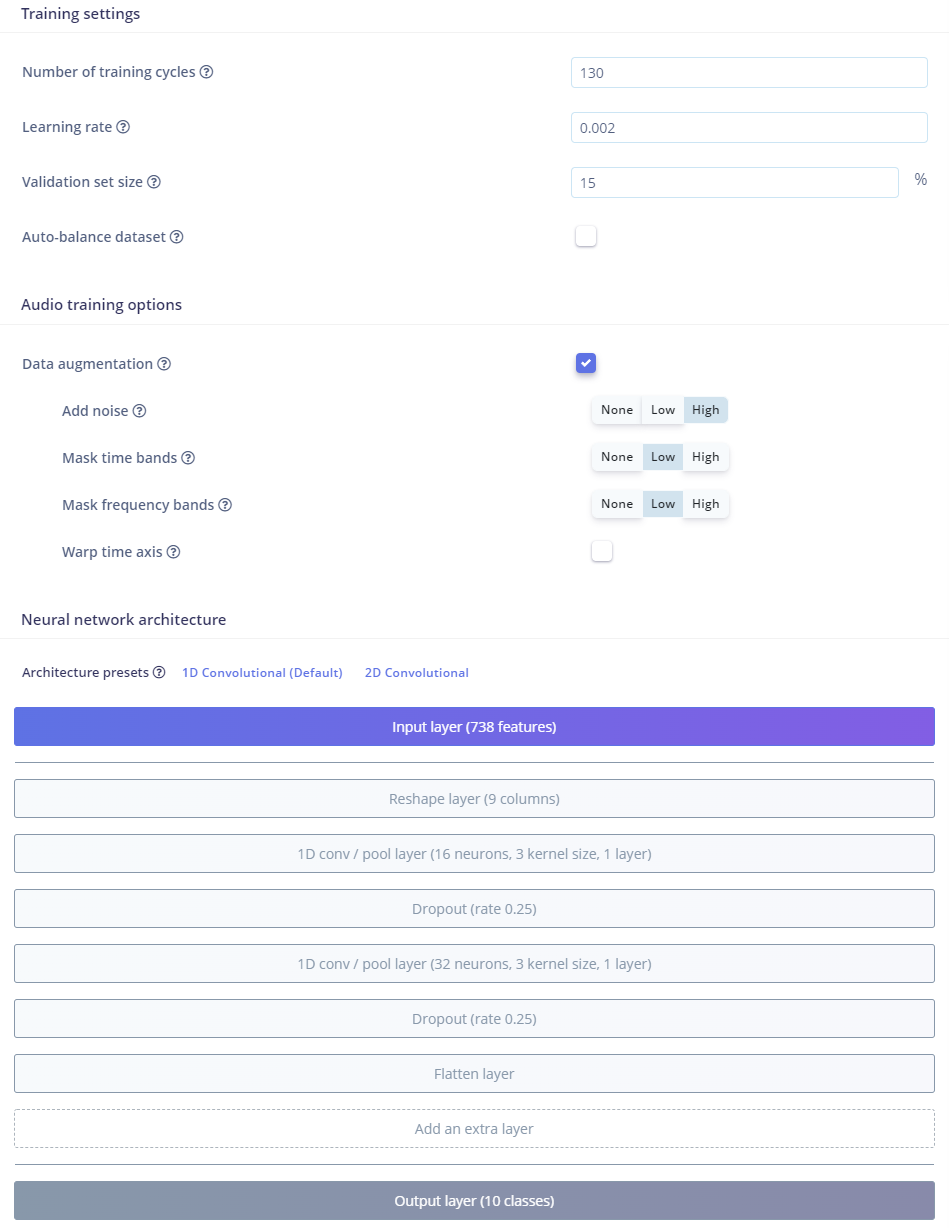 Training settings
Number of training cycles
130
Learning rate
0.002
Validation set size
15 %
Auto-balance dataset
Audio training options
Data augmentation
Add noise None Low High
Mask time bands None Low High
Mask frequency bands None Low High
Warp time axis
Neural network architecture
Architecture presets 1D Convolutional (Default) 2D Convolutional
Input layer (738 features)
Reshape layer (9 columns)
1D conv / pool layer (16 neurons, 3 kernel size, 1 layer)
Dropout (rate 0.25)
1D conv / pool layer (32 neurons, 3 kernel size, 1 layer)
Dropout (rate 0.25)
Flatten layer
Add an extra layer
Output layer (10 classes)